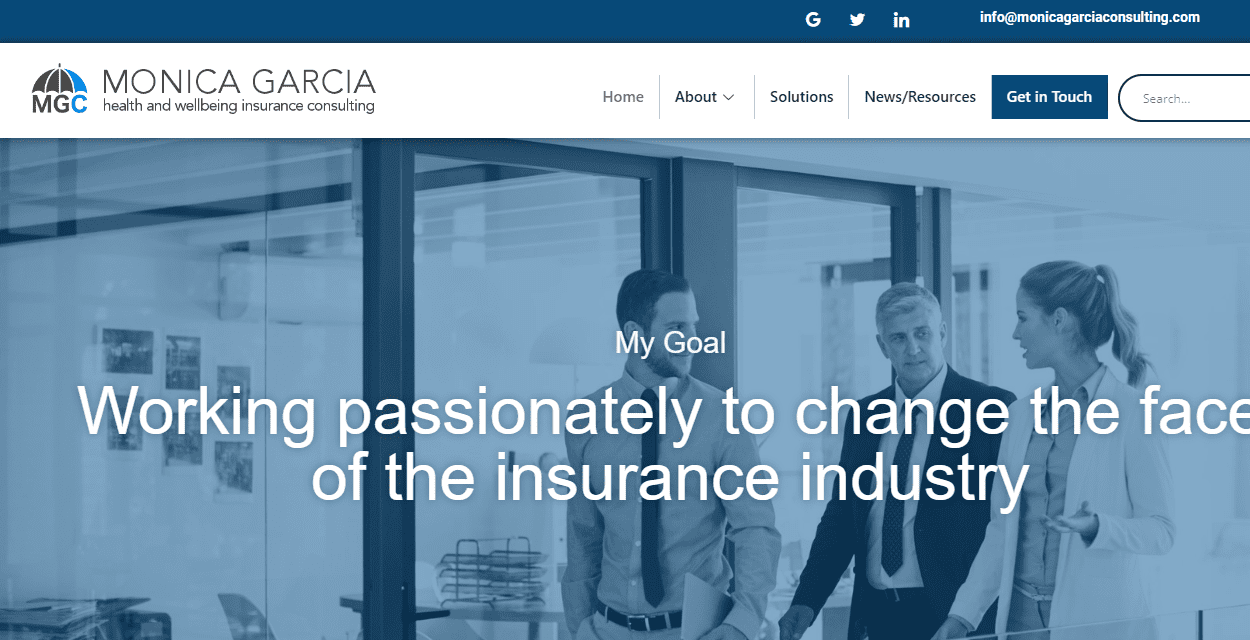 info@monicagarciaconsulting.com
MGC
MONICA GARCIA
health and wellbeing insurance consulting
Home
About
Solutions
News/Resources
Get in Touch
Search...
My Goal
Working passionately to change the face
of the insurance industry